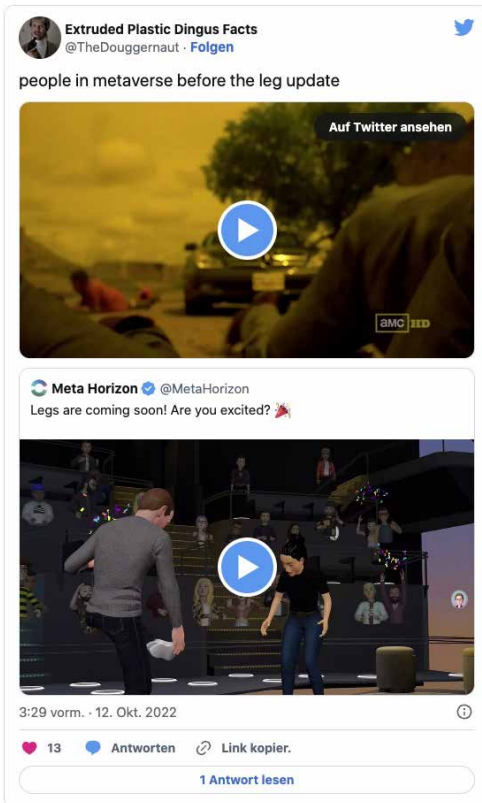 Extruded Plastic Dingus Facts
@TheDouggernaut · Folgen
people in metaverse before the leg update
Auf Twitter ansehen
amc HD
Meta Horizon @MetaHorizon
Legs are coming soon! Are you excited? 🎉
3:29 vorm. · 12. Okt. 2022
13 Antworten Link kopier.
1 Antwort lesen